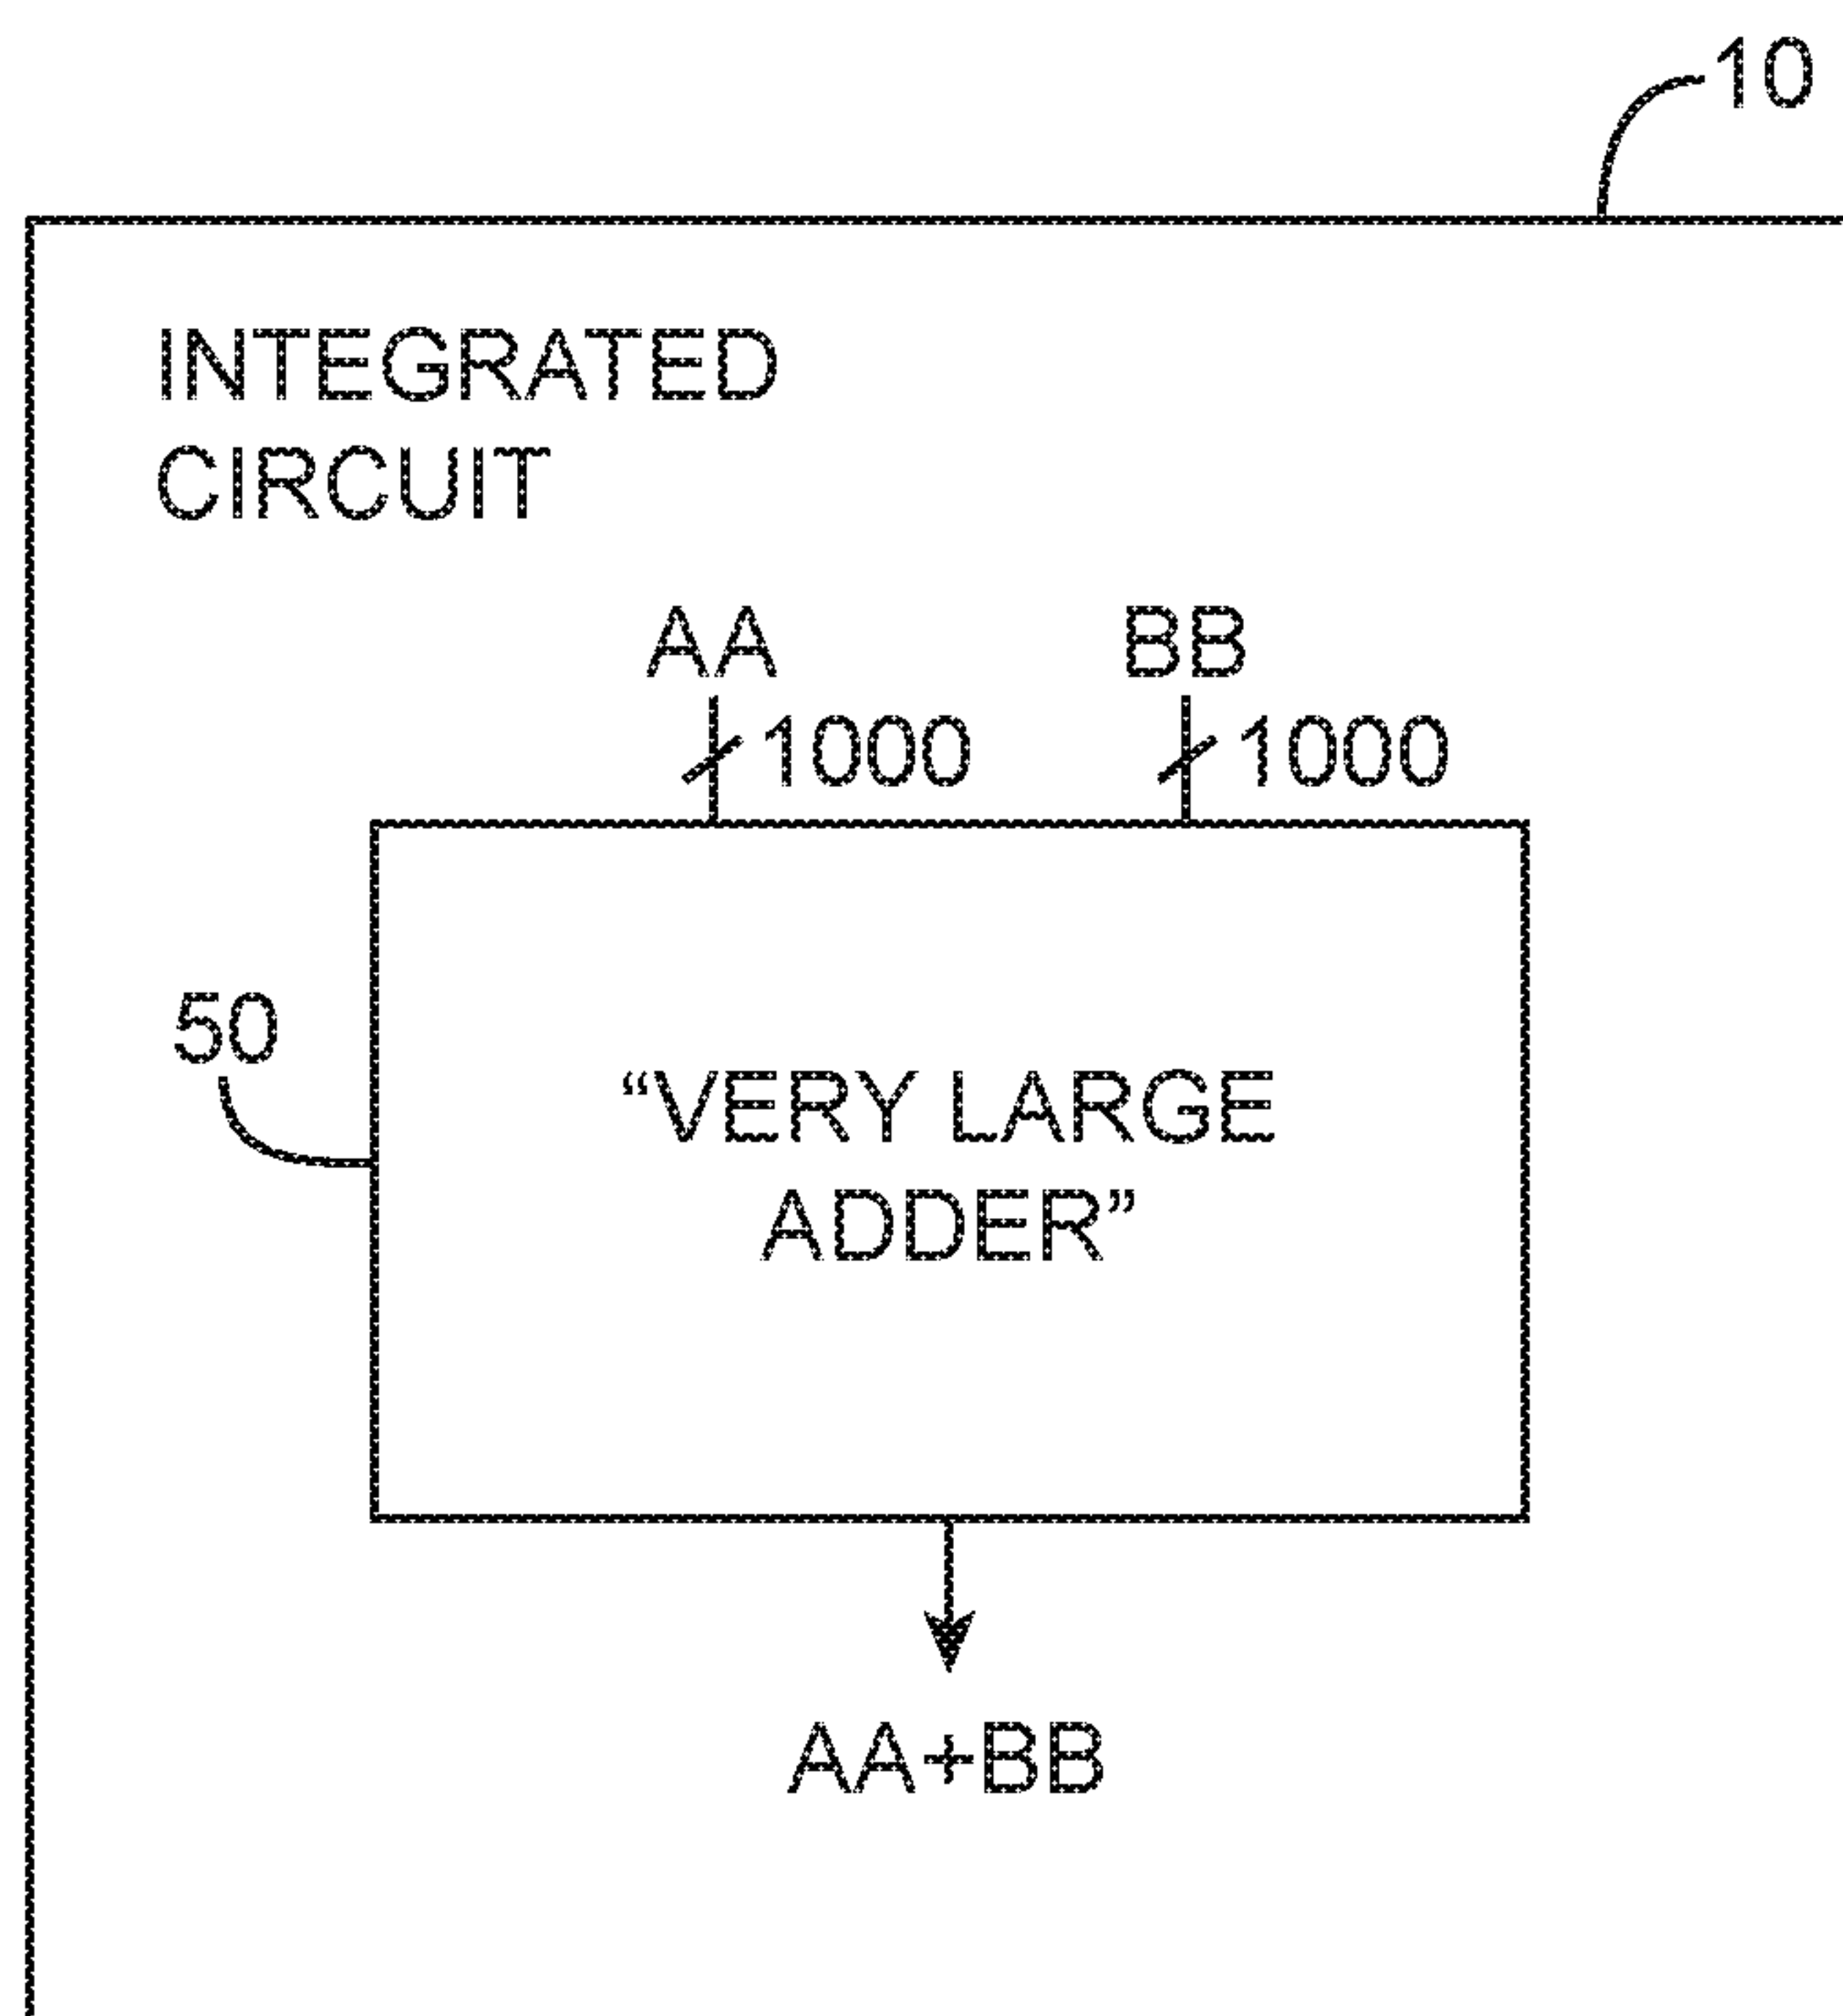 10
INTEGRATED
CIRCUIT
AA BB
1000 1000
50
“VERY LARGE
ADDER”
AA+BB